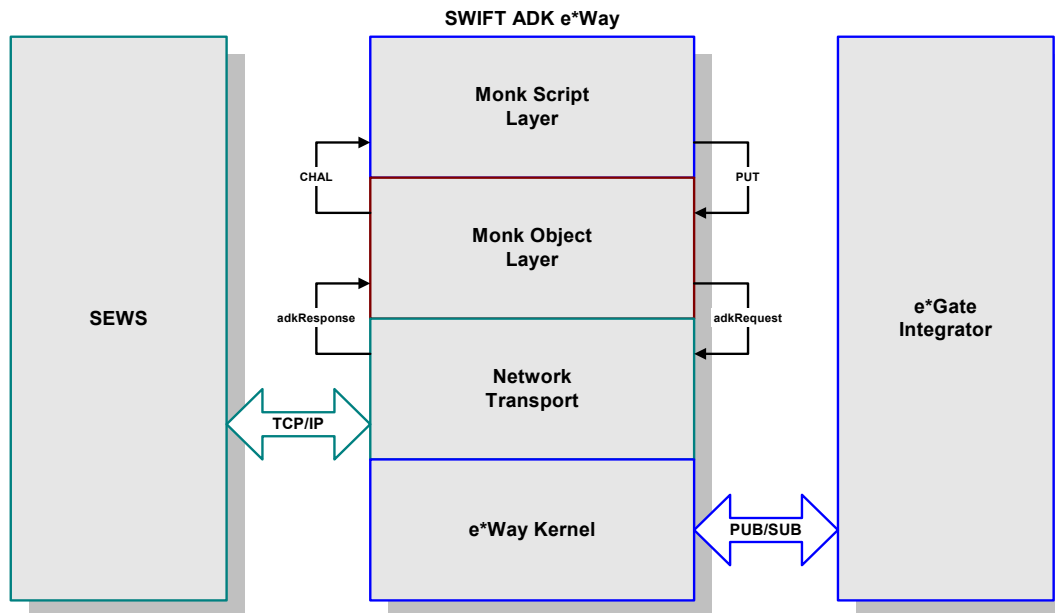 SWIFT ADK e*Way
Monk Script
Layer
CHAL
PUT
Monk Object
Layer
SEWS
adkResponse
adkRequest
e*Gate
Integrator
Network
Transport
TCP/IP
e*Way Kernel
PUB/SUB